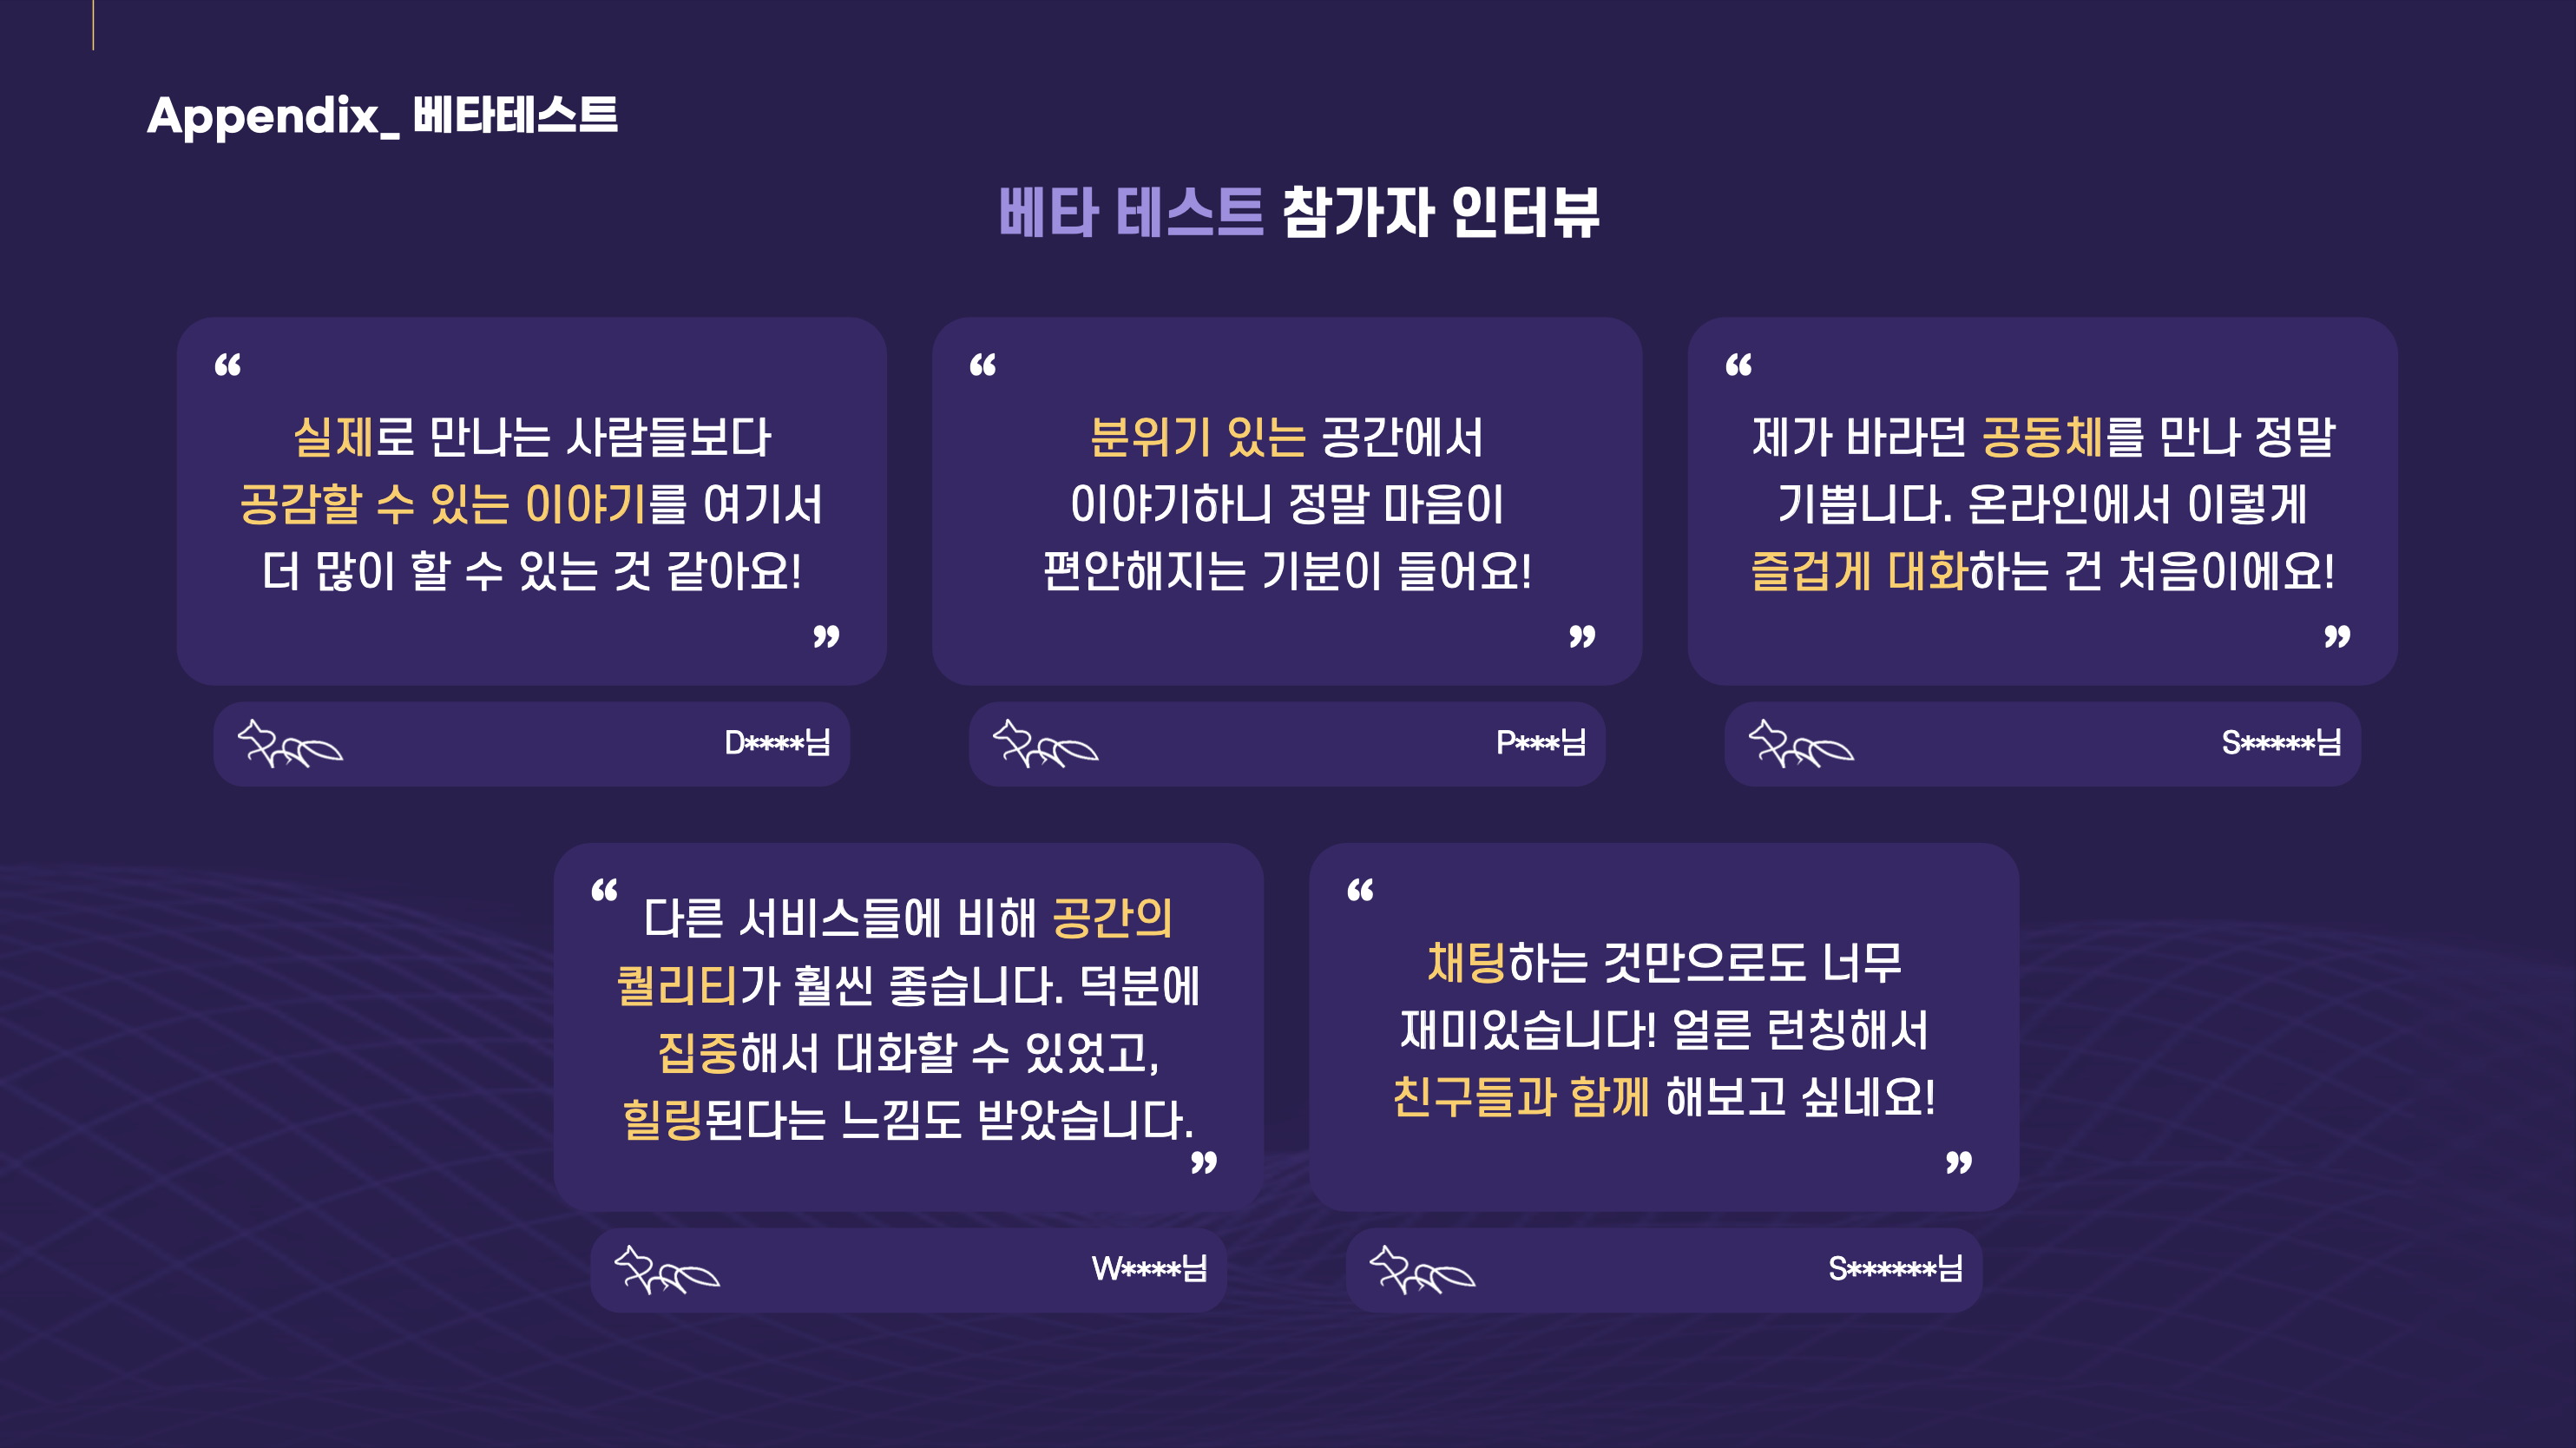 Appendix_ 베타테스트
베타 테스트 참가자 인터뷰
“
실제로 만나는 사람들보다
공감할 수 있는 이야기를 여기서
더 많이 할 수 있는 것 같아요!
”
D****님
“
분위기 있는 공간에서
이야기하니 정말 마음이
편안해지는 기분이 들어요!
”
P***님
“
제가 바라던 공동체를 만나 정말
기쁩니다. 온라인에서 이렇게
즐겁게 대화하는 건 처음이에요!
”
S*****님
“
다른 서비스들에 비해 공간의
퀄리티가 훨씬 좋습니다. 덕분에
집중해서 대화할 수 있었고,
힐링된다는 느낌도 받았습니다.
”
W****님
“
채팅하는 것만으로도 너무
재미있습니다! 얼른 런칭해서
친구들과 함께 해보고 싶네요!
”
S******님